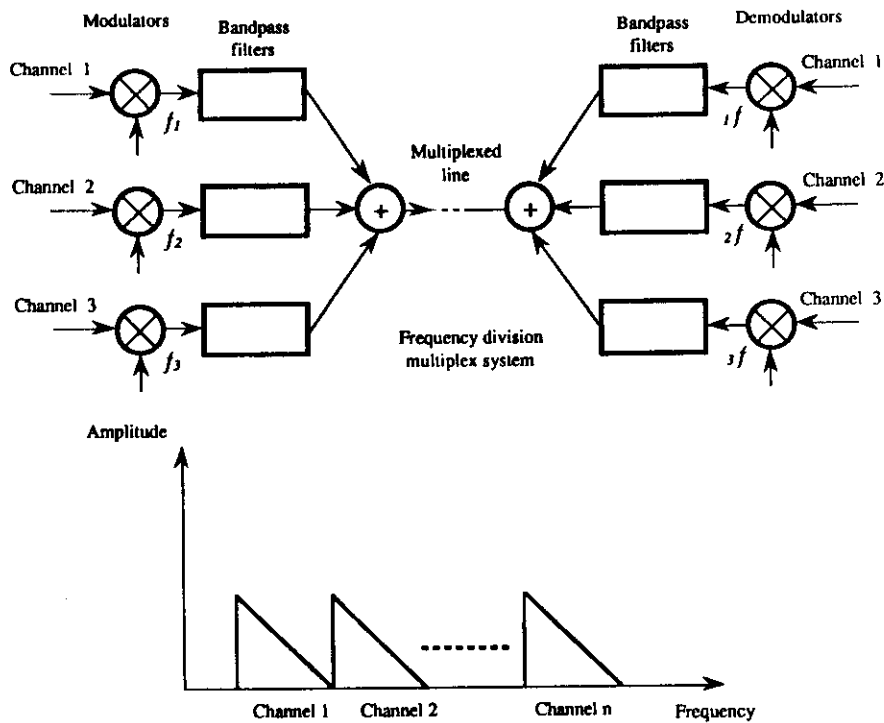 Modulators
Bandpass
filters
Bandpass
filters
Demodulators
Channel 1
f1
1f
Channel 1
Multiplexed
line
Channel 2
f2
+
+
2f
Channel 2
Channel 3
f3
Frequency division
multiplex system
3f
Channel 3
Amplitude
Channel 1
Channel 2
Channel n
Frequency